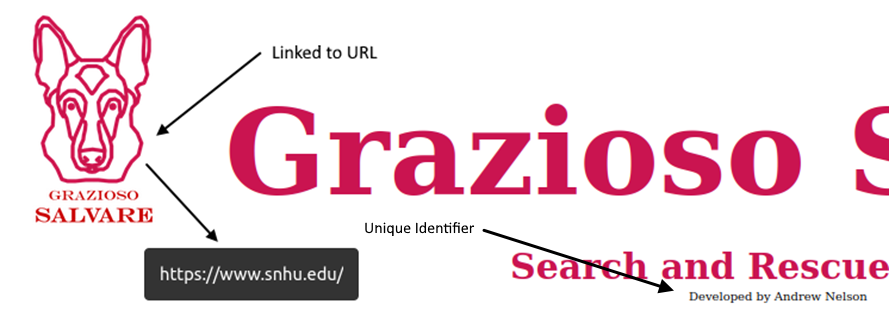 Linked to URL
Grazioso S
GRAZIOSO
SALVARE
Unique Identifier
Search and Rescue
https://www.snhu.edu/
Developed by Andrew Nelson